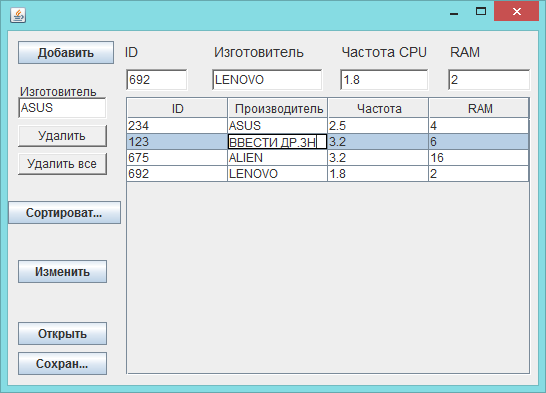 Добавить
ID Изготовитель Частота CPU RAM
692 LENOVO 1.8 2
Изготовитель
ASUS
Удалить
Удалить все
Сортироват...
Изменить
Открыть
Сохран...
ID Производитель Частота RAM
234 ASUS 2.5 4
123 ВВЕСТИ ДР.ЗН 3.2 6
675 ALIEN 3.2 16
692 LENOVO 1.8 2